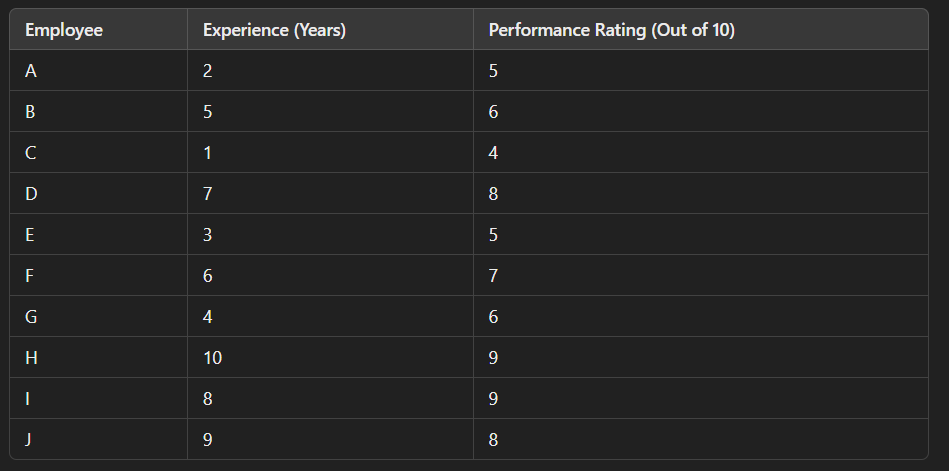 Employee Experience (Years) Performance Rating (Out of 10)
A 2 5
B 5 6
C 1 4
D 7 8
E 3 5
F 6 7
G 4 6
H 10 9
I 8 9
J 9 8